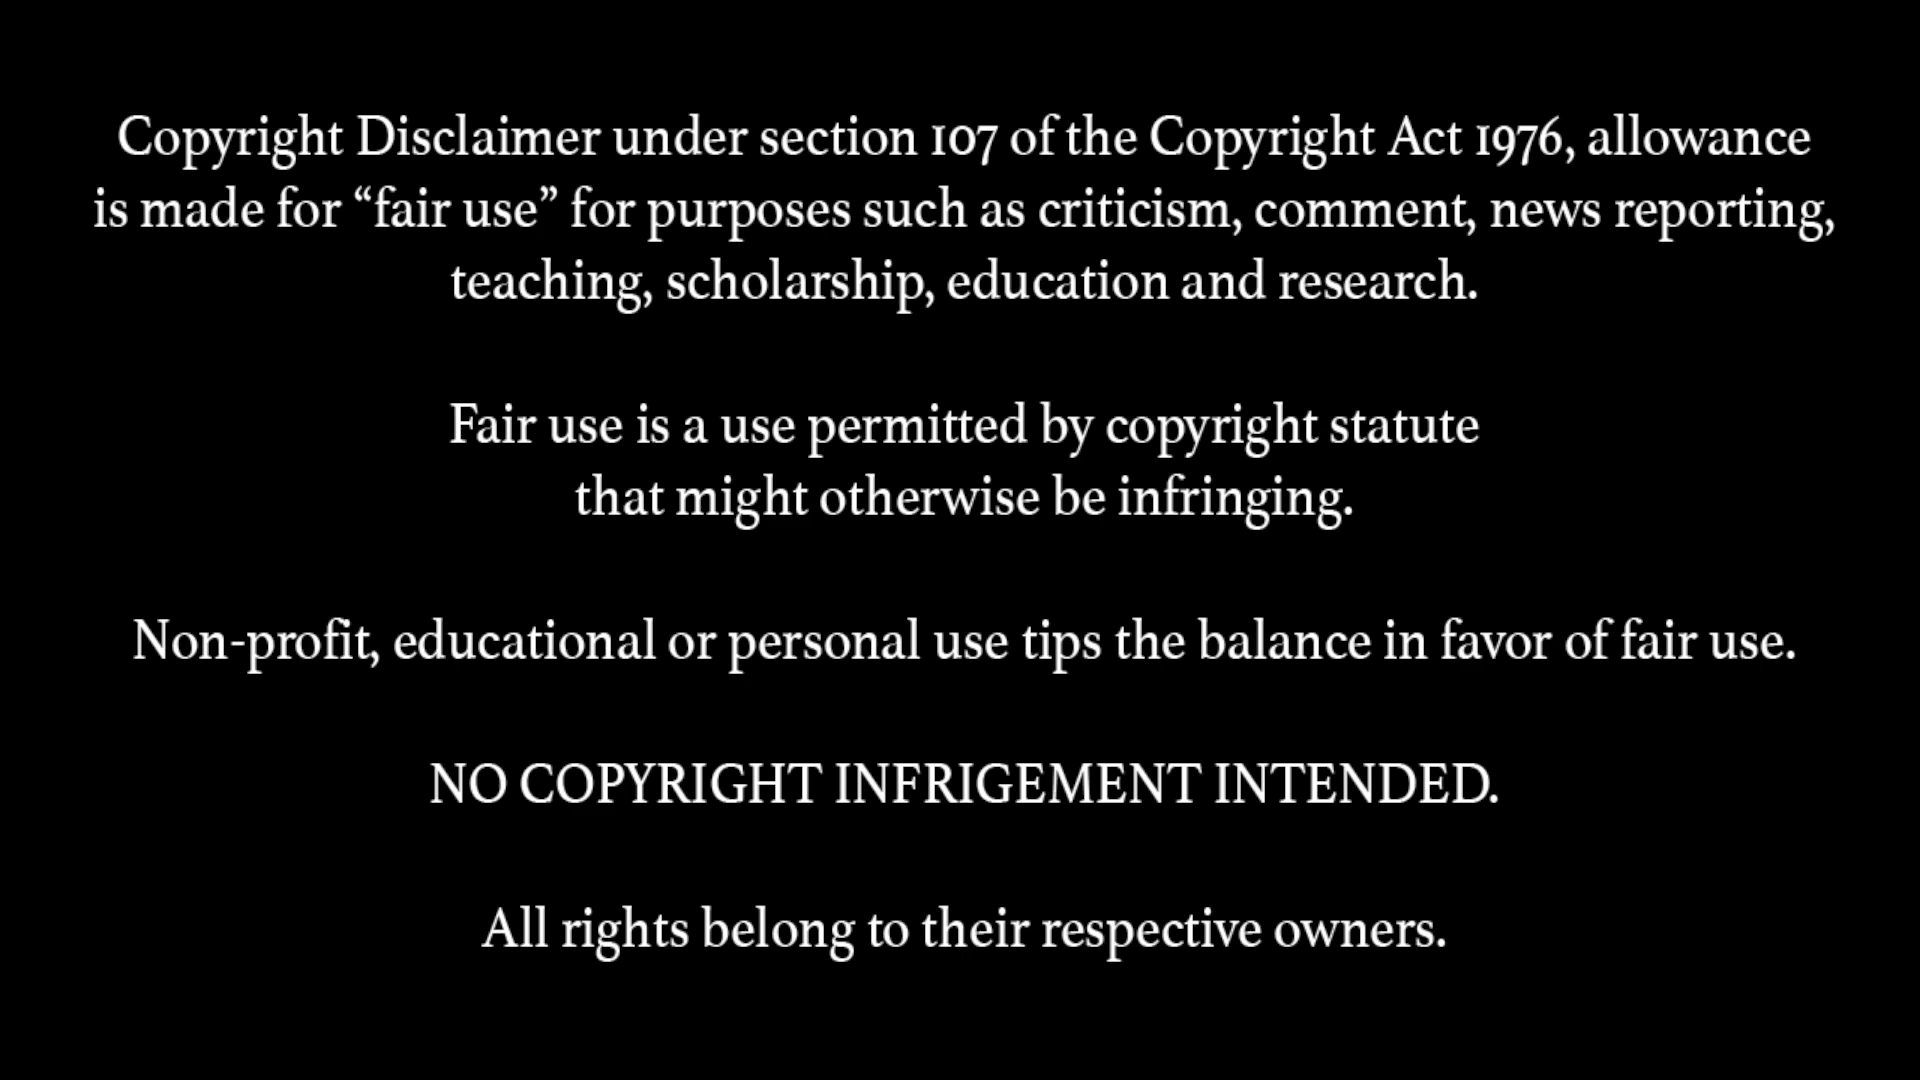 Copyright Disclaimer under section 107 of the Copyright Act 1976, allowance
is made for “fair use” for purposes such as criticism, comment, news reporting,
teaching, scholarship, education and research.
Fair use is a use permitted by copyright statute
that might otherwise be infringing.
Non-profit, educational or personal use tips the balance in favor of fair use.
NO COPYRIGHT INFRIGEMENT INTENDED.
All rights belong to their respective owners.